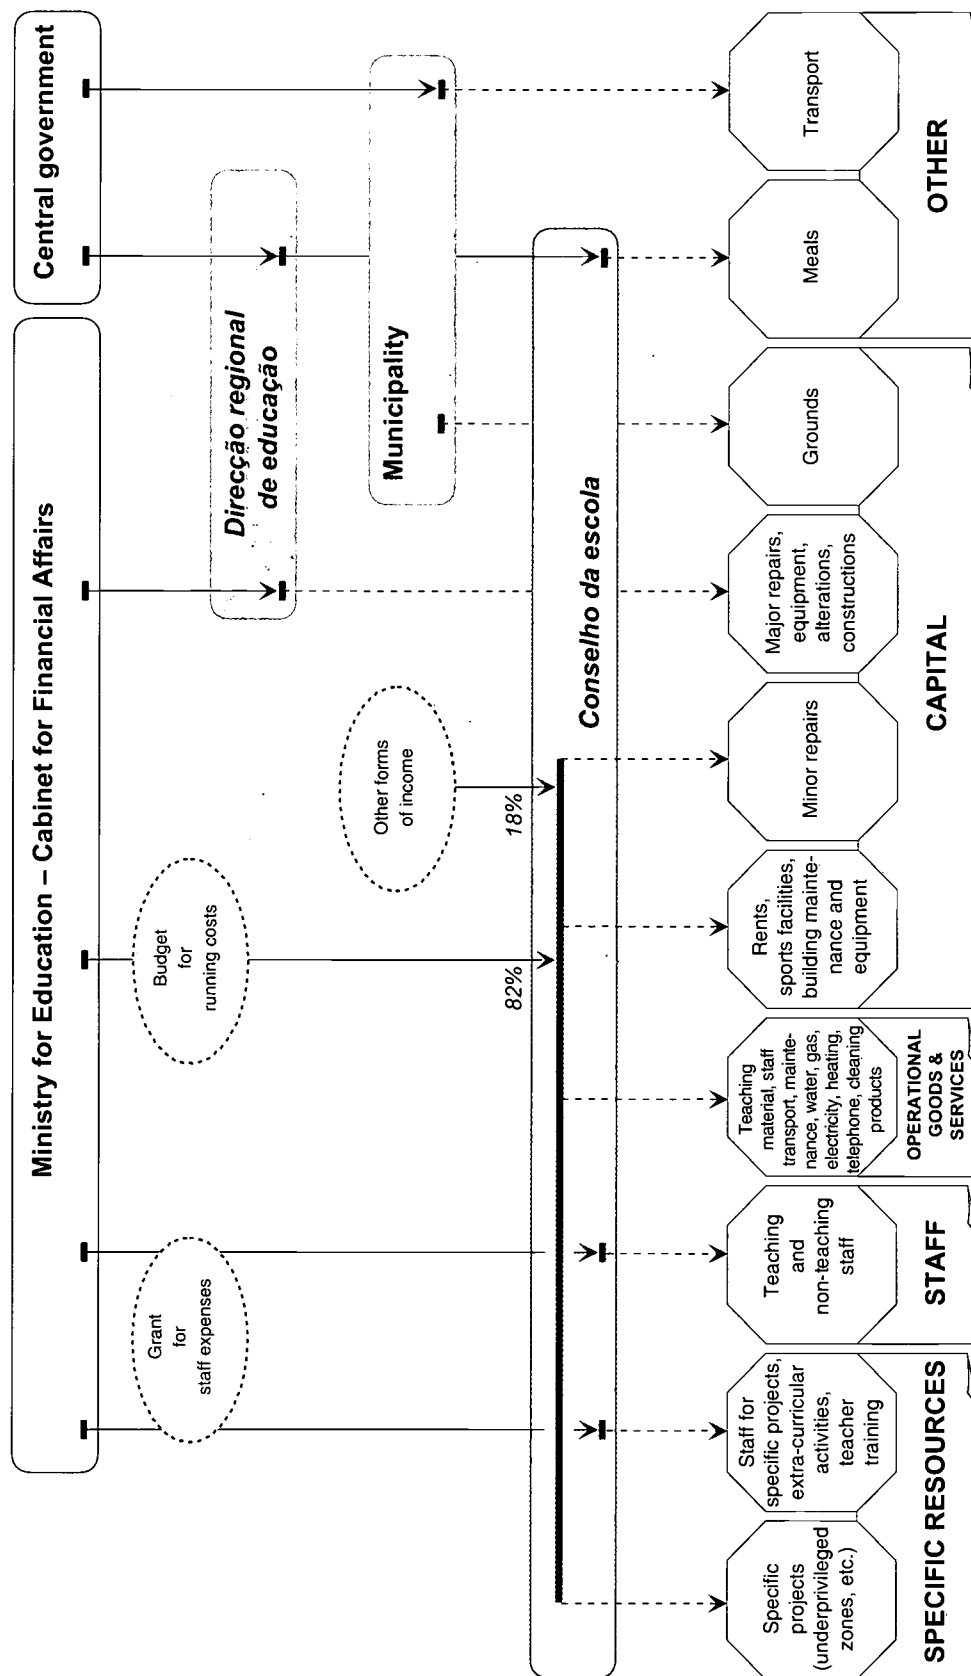 Ministry for Education – Cabinet for Financial Affairs
Central government
Grant
for
staff expenses
Budget
for
running costs
Other forms
of income
Direcção regional
de educação
Municipality
82%
18%
Conselho da escola
Specific
projects
(underprivileged
zones, etc.)
Staff for
specific projects,
extra-curricular
activities,
teacher
training
Teaching
and
non-teaching
staff
Teaching
material, staff
transport, mainte-
nance, water, gas,
electricity, heating,
telephone, cleaning
products
Rents,
sports facilities,
building mainte-
nance and
equipment
Minor repairs
Major repairs,
equipment,
alterations,
constructions
Grounds
Meals
Transport
SPECIFIC RESOURCES
STAFF
OPERATIONAL
GOODS &
SERVICES
CAPITAL
OTHER